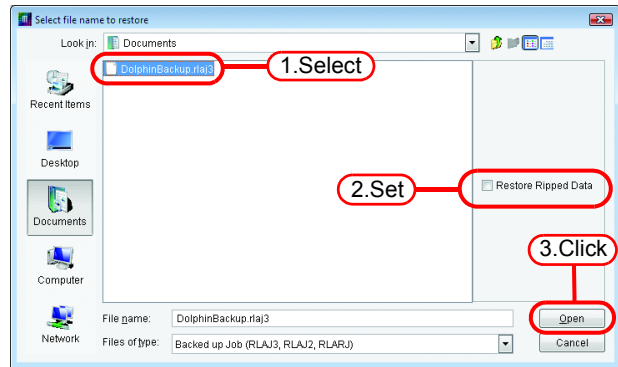 Select file name to restore
Look in:
Documents
DolphinBackup.rlaj3
1.Select
Recent Items
Desktop
2.Set
Restore Ripped Data
Documents
3.Click
Computer
File name:
DolphinBackup.rlaj3
Open
Network
Files of type:
Backed up Job (RLAJ3, RLAJ2, RLARJ)
Cancel